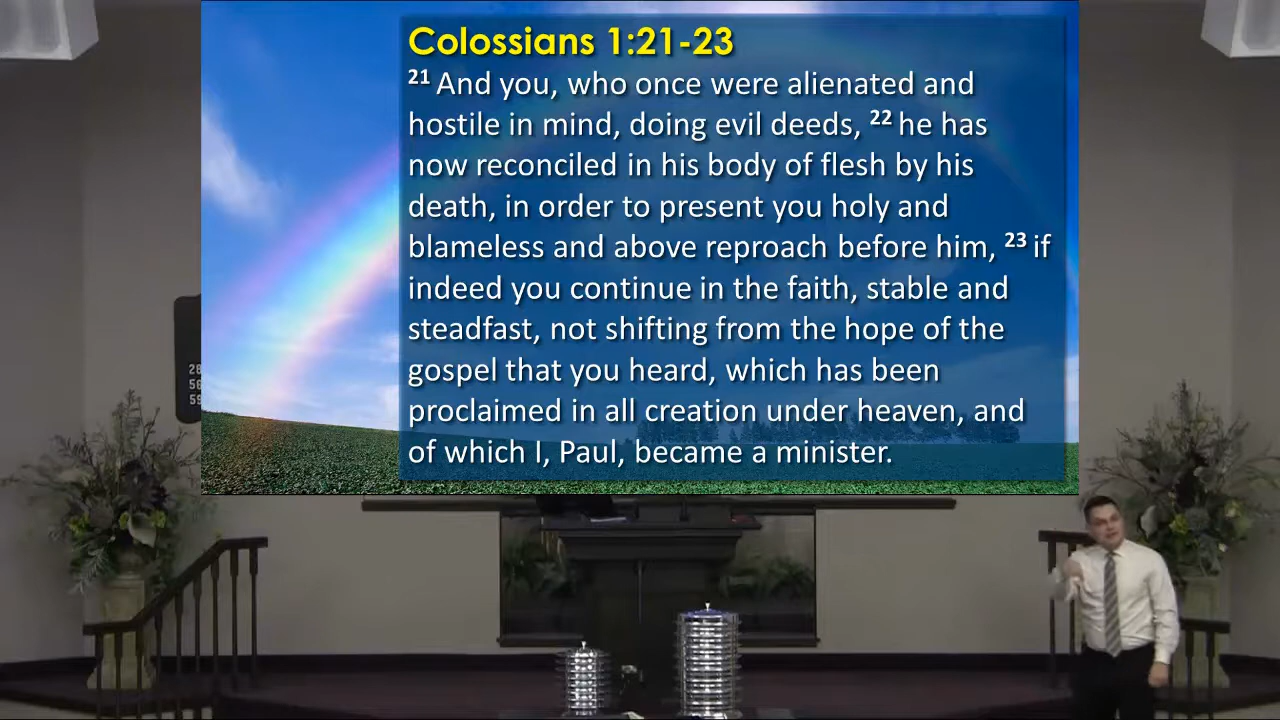 Colossians 1:21-23
21 And you, who once were alienated and
hostile in mind, doing evil deeds, 22 he has
now reconciled in his body of flesh by his
death, in order to present you holy and
blameless and above reproach before him, 23 if
indeed you continue in the faith, stable and
steadfast, not shifting from the hope of the
gospel that you heard, which has been
proclaimed in all creation under heaven, and
of which I, Paul, became a minister.
28
56
59